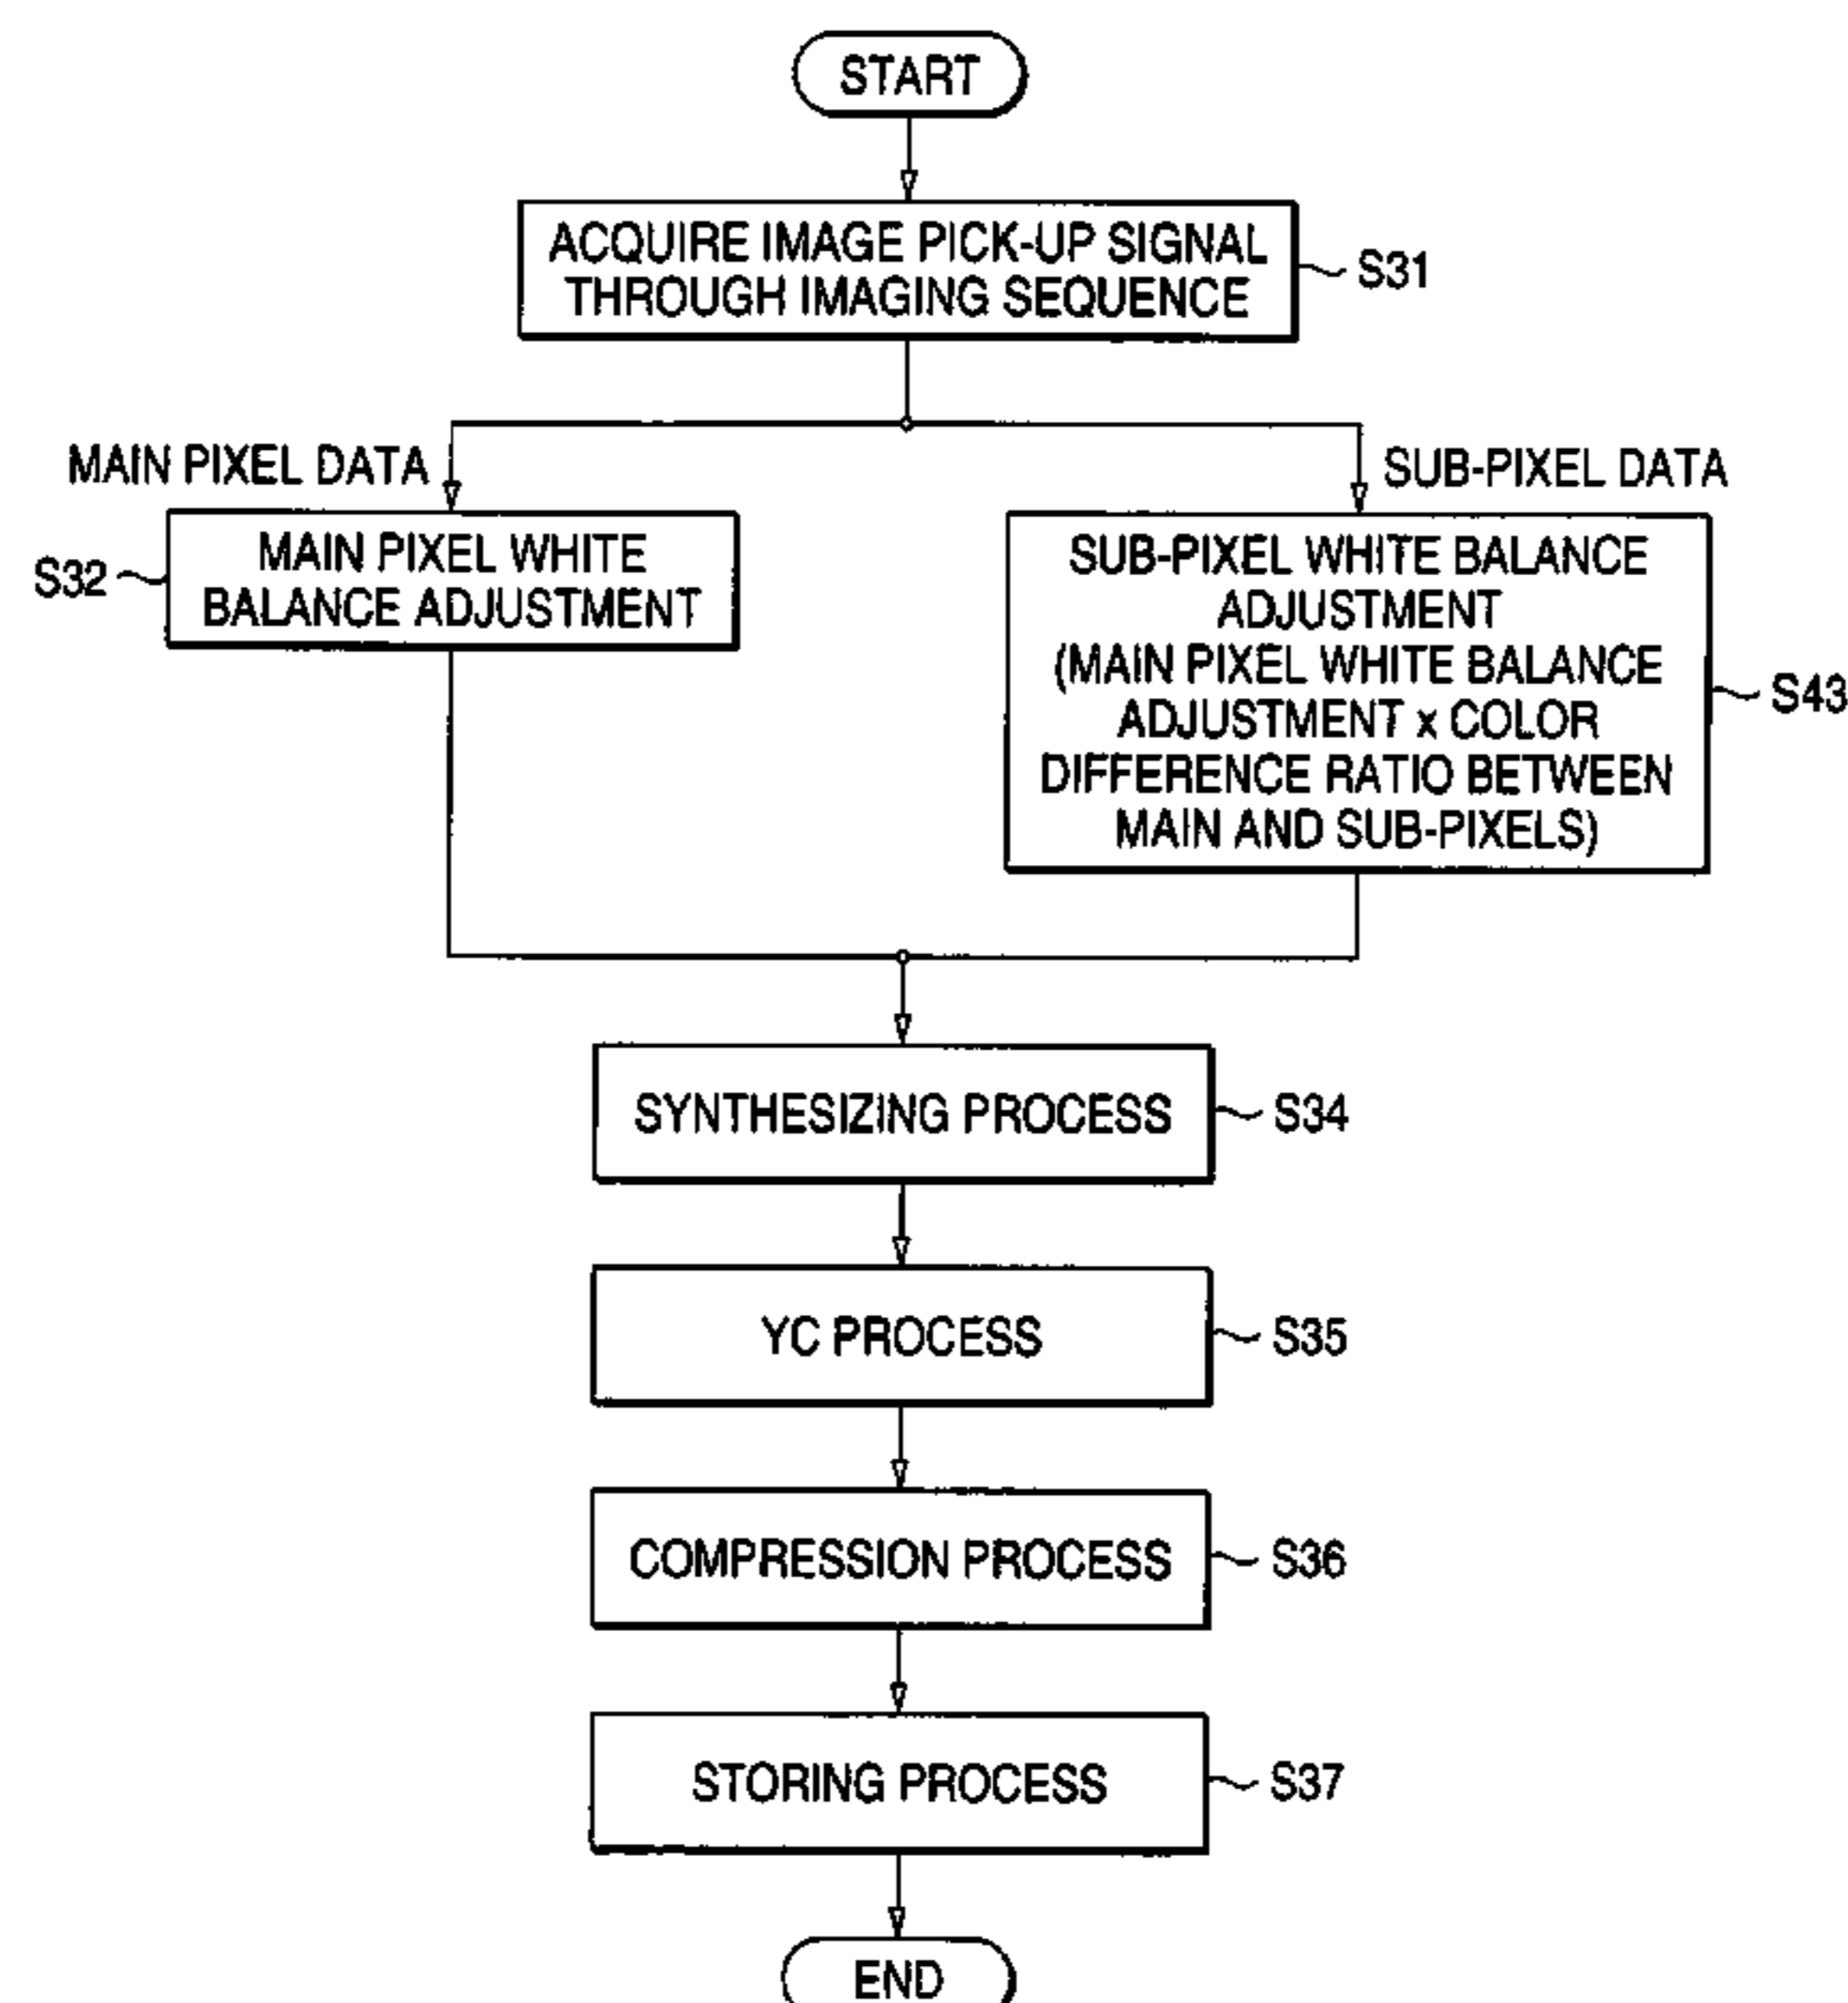 START
ACQUIRE IMAGE PICK-UP SIGNAL
THROUGH IMAGING SEQUENCE
S31
MAIN PIXEL DATA
SUB-PIXEL DATA
S32
MAIN PIXEL WHITE
BALANCE ADJUSTMENT
SUB-PIXEL WHITE BALANCE
ADJUSTMENT
(MAIN PIXEL WHITE BALANCE
ADJUSTMENT x COLOR
DIFFERENCE RATIO BETWEEN
MAIN AND SUB-PIXELS)
S43
SYNTHESIZING PROCESS
S34
YC PROCESS
S35
COMPRESSION PROCESS
S36
STORING PROCESS
S37
END